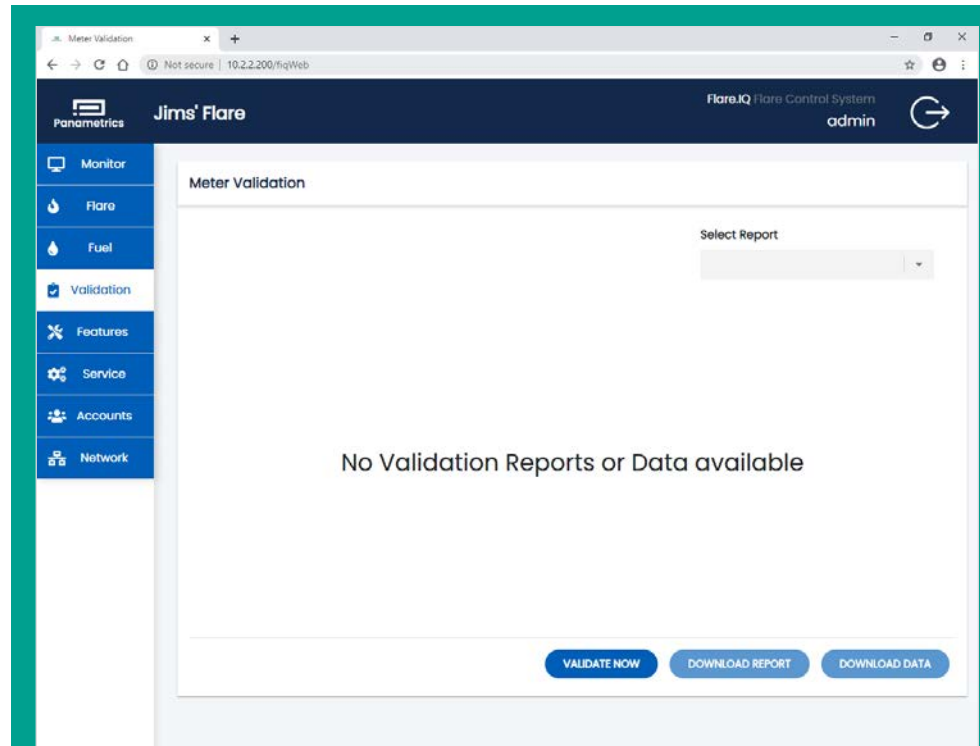 Meter Validation
Not secure | 10.2.2.200/fiqWeb
Panametrics
Jims' Flare
Flare.IQ Flare Control System
admin
Monitor
Flare
Fuel
Validation
Features
Service
Accounts
Network
Meter Validation
Select Report
No Validation Reports or Data available
VALIDATE NOW
DOWNLOAD REPORT
DOWNLOAD DATA